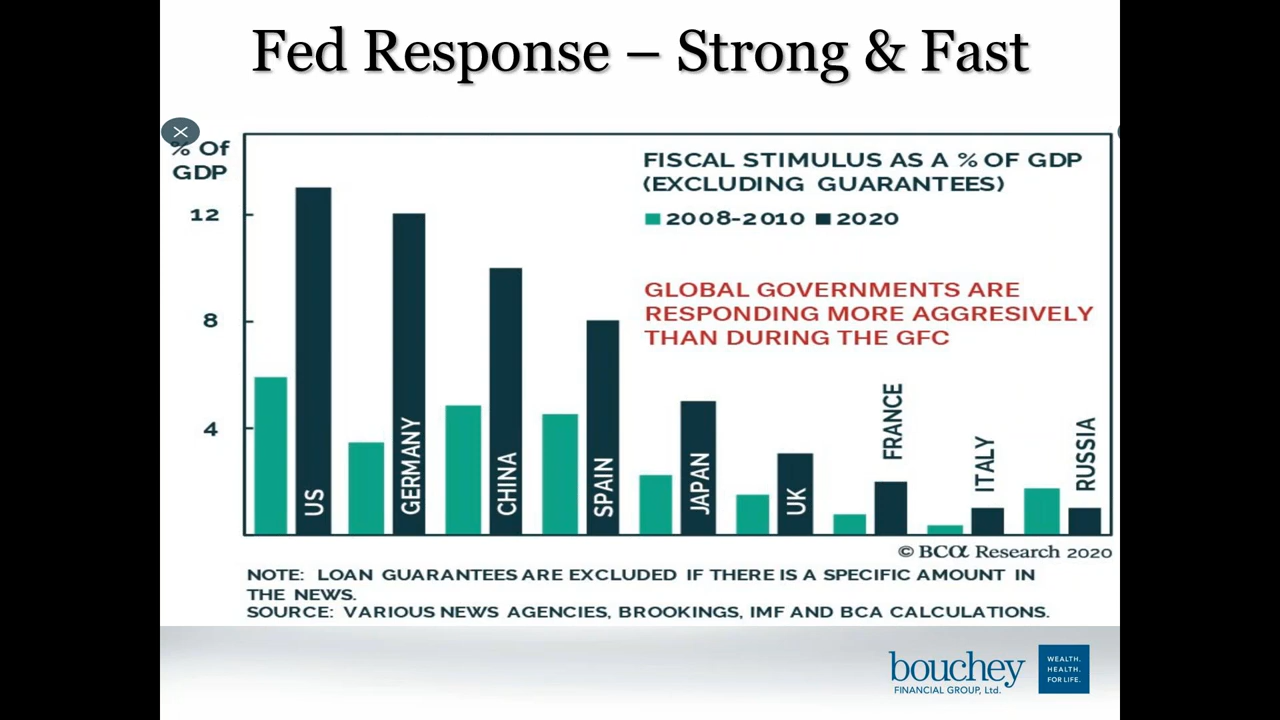 Fed Response – Strong & Fast
% Of
GDP
FISCAL STIMULUS AS A % OF GDP
(EXCLUDING GUARANTEES)
2008-2010 2020
12
GLOBAL GOVERNMENTS ARE
RESPONDING MORE AGGRESIVELY
THAN DURING THE GFC
8
4
US
GERMANY
CHINA
SPAIN
JAPAN
UK
FRANCE
ITALY
RUSSIA
© BCα Research 2020
NOTE: LOAN GUARANTEES ARE EXCLUDED IF THERE IS A SPECIFIC AMOUNT IN
THE NEWS.
SOURCE: VARIOUS NEWS AGENCIES, BROOKINGS, IMF AND BCA CALCULATIONS.
bouchey
FINANCIAL GROUP, Ltd.
WEALTH.
HEALTH.
FOR LIFE.